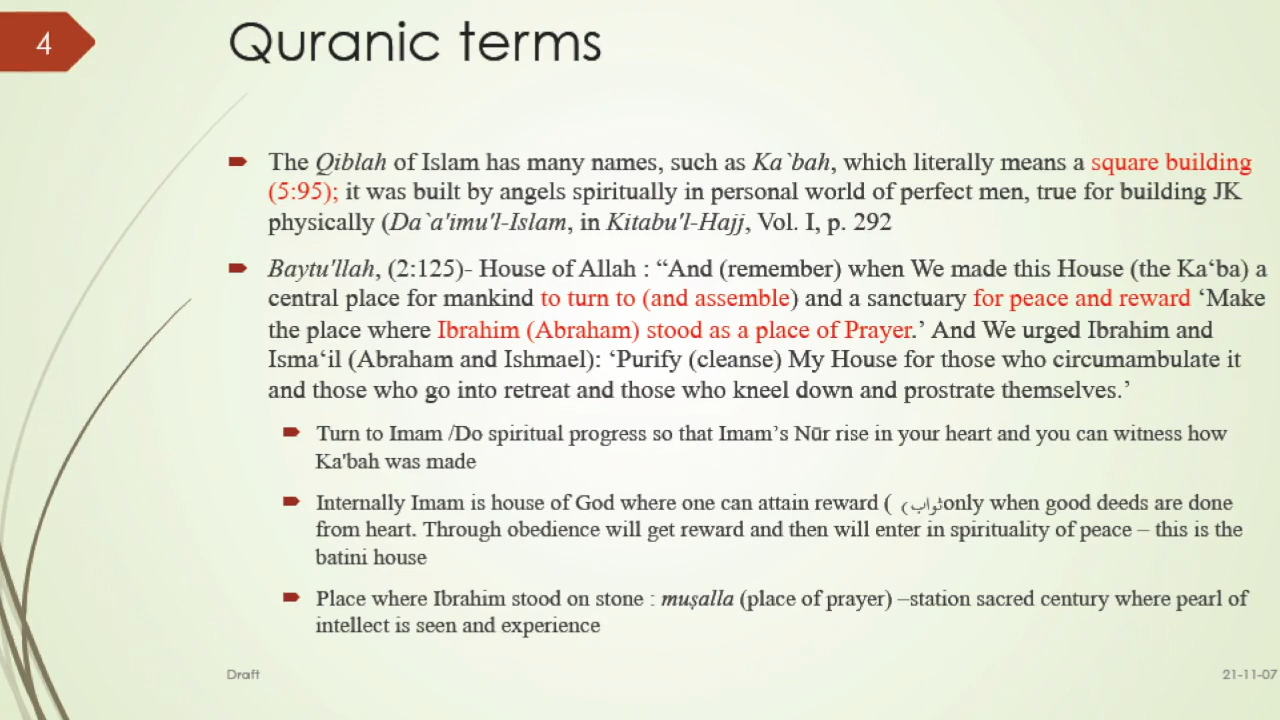 4
Quranic terms
The Qiblah of Islam has many names, such as Ka`bah, which literally means a square building
(5:95); it was built by angels spiritually in personal world of perfect men, true for building JK
physically (Da`a'imu'l-Islam, in Kitabu'l-Hajj, Vol. I, p. 292
Baytu'llah, (2:125)- House of Allah : “And (remember) when We made this House (the Ka‘ba) a
central place for mankind to turn to (and assemble) and a sanctuary for peace and reward ‘Make
the place where Ibrahim (Abraham) stood as a place of Prayer.’ And We urged Ibrahim and
Isma‘il (Abraham and Ishmael): ‘Purify (cleanse) My House for those who circumambulate it
and those who go into retreat and those who kneel down and prostrate themselves.’
Turn to Imam /Do spiritual progress so that Imam’s Nūr rise in your heart and you can witness how
Ka'bah was made
Internally Imam is house of God where one can attain reward ( ثواب) only when good deeds are done
from heart. Through obedience will get reward and then will enter in spirituality of peace – this is the
batini house
Place where Ibrahim stood on stone : muṣalla (place of prayer) –station sacred century where pearl of
intellect is seen and experience
Draft
21-11-07